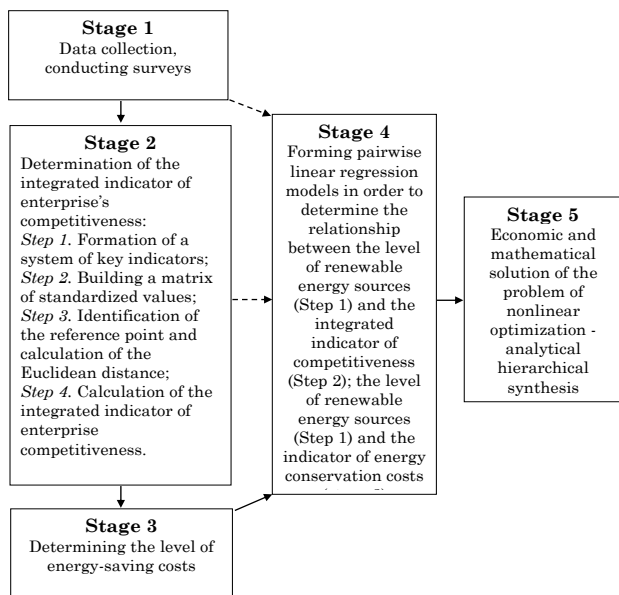 Stage 1
Data collection,
conducting surveys
Stage 2
Determination of the
integrated indicator of
enterprise's
competitiveness:
Step 1. Formation of a
system of key indicators;
Step 2. Building a matrix
of standardized values;
Step 3. Identification of
the reference point and
calculation of the
Euclidean distance;
Step 4. Calculation of the
integrated indicator of
enterprise
competitiveness.
Stage 3
Determining the level of
energy-saving costs
Stage 4
Forming pairwise
linear regression
models in order to
determine the
relationship between
the level of
renewable energy
sources (Step 1) and
the integrated
indicator of
competitiveness
(Step 2); the level of
renewable energy
sources (Step 1) and
the indicator of energy
conservation costs
Stage 5
Economic and
mathematical
solution of the
problem of
nonlinear
optimization -
analytical
hierarchical
synthesis